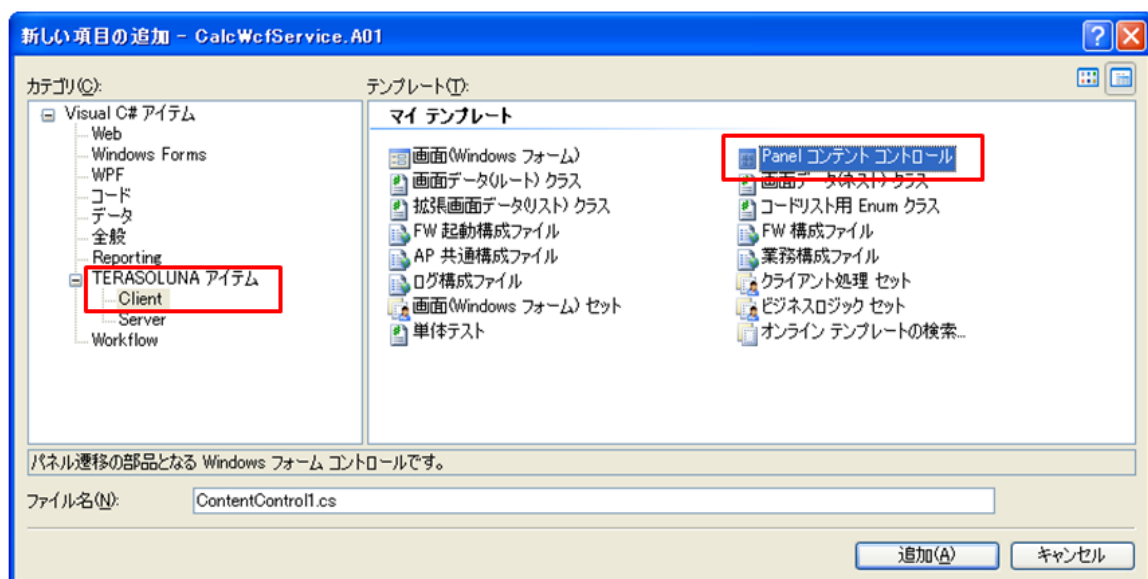 新しい項目の追加 - CalcWcfService.A01
カテゴリ(C):
テンプレート(T):
Visual C# アイテム
Web
Windows Forms
WPF
コード
データ
全般
Reporting
TERASOLUNA アイテム
Client
Server
Workflow
マイ テンプレート
画面(Windows フォーム)
Panel コンテント コントロール
画面データ(ルート) クラス
画面データ(ネスト) クラス
拡張画面データ(リスト) クラス
コードリスト用 Enum クラス
FW 起動構成ファイル
FW 構成ファイル
AP 共通構成ファイル
業務構成ファイル
ログ構成ファイル
クライアント処理 セット
画面(Windows フォーム) セット
ビジネスロジック セット
単体テスト
オンライン テンプレートの検索...
パネル遷移の部品となる Windows フォーム コントロールです。
ファイル名(N):
ContentControl1.cs
追加(A)
キャンセル